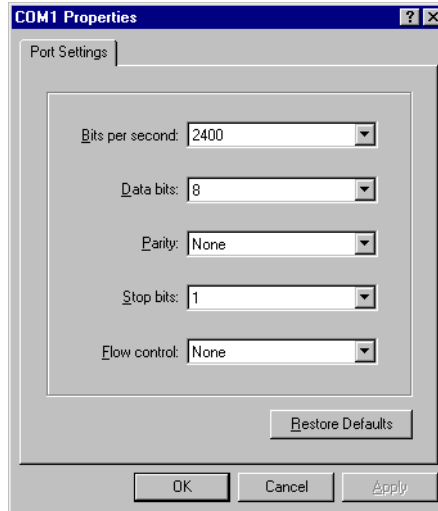 COM1 Properties
Port Settings
Bits per second: 2400
Data bits: 8
Parity: None
Stop bits: 1
Flow control: None
Restore Defaults
OK Cancel Apply